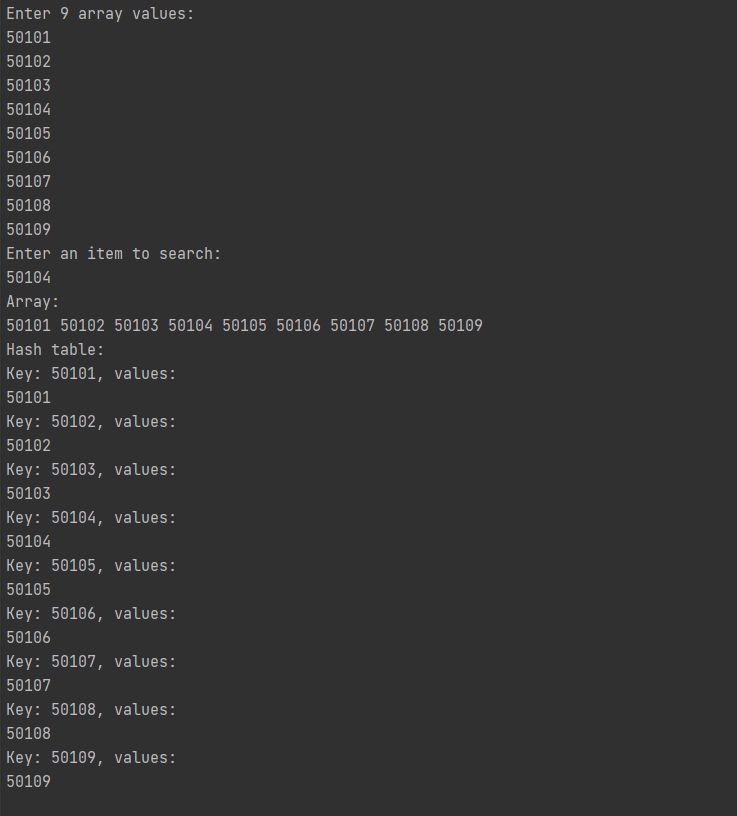 Enter 9 array values:
50101
50102
50103
50104
50105
50106
50107
50108
50109
Enter an item to search:
50104
Array:
50101 50102 50103 50104 50105 50106 50107 50108 50109
Hash table:
Key: 50101, values:
50101
Key: 50102, values:
50102
Key: 50103, values:
50103
Key: 50104, values:
50104
Key: 50105, values:
50105
Key: 50106, values:
50106
Key: 50107, values:
50107
Key: 50108, values:
50108
Key: 50109, values:
50109